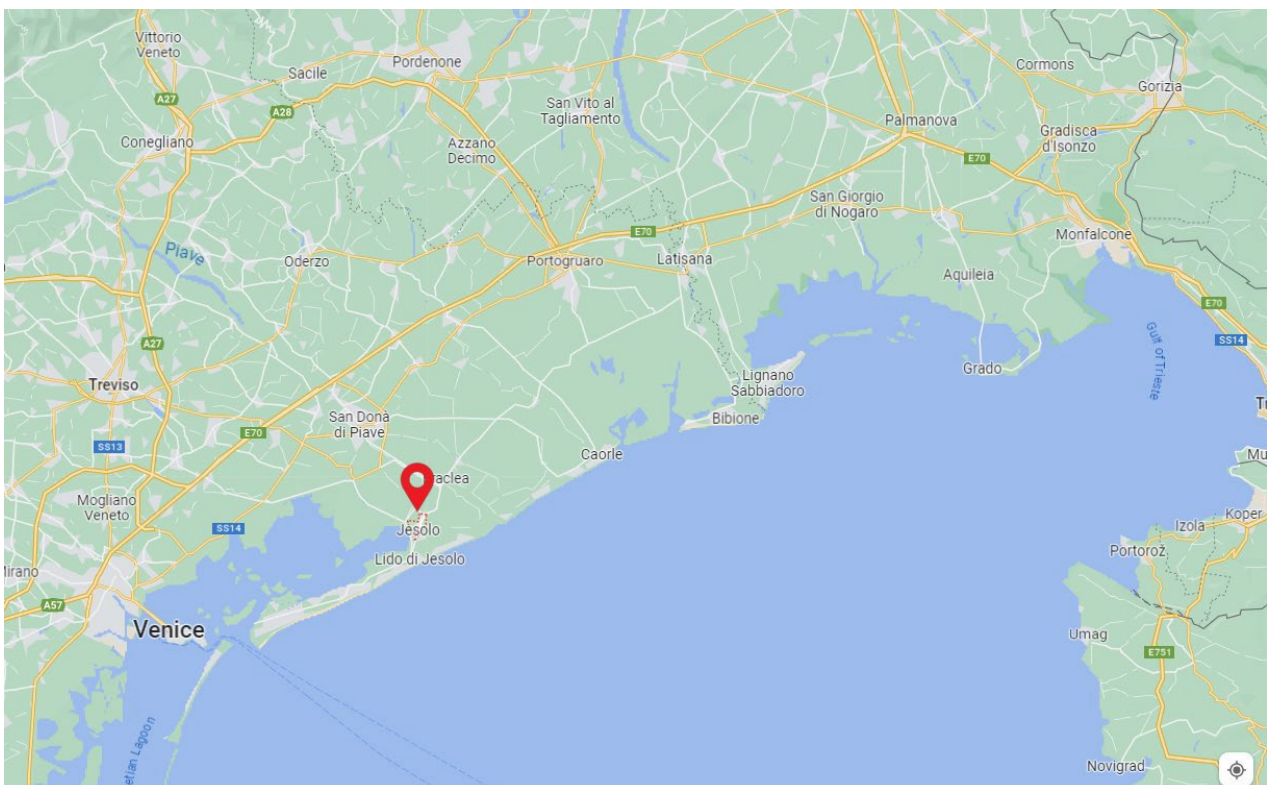 Vittorio
Veneto
Pordenone
Sacile
Cormons
Gorizia
A27
A28
San Vito al
Tagliamento
Palmanova
Conegliano
Azzano
Decimo
Gradisca
d'Isonzo
E70
San Giorgio
di Nogaro
E70
Monfalcone
Piave
Oderzo
Portogruaro
Latisana
Aquileia
E70
Gulf of Trieste
SS14
A27
Treviso
Lignano
Sabbiadoro
Grado
San Donà
di Piave
Bibione
E70
SS13
Caorle
raclea
Mogliano
Veneto
SS14
Jesolo
Lido di Jesolo
Izola
Koper
Portorož
A57
Venice
Umag
E751
etian Lagoon
Novigrad